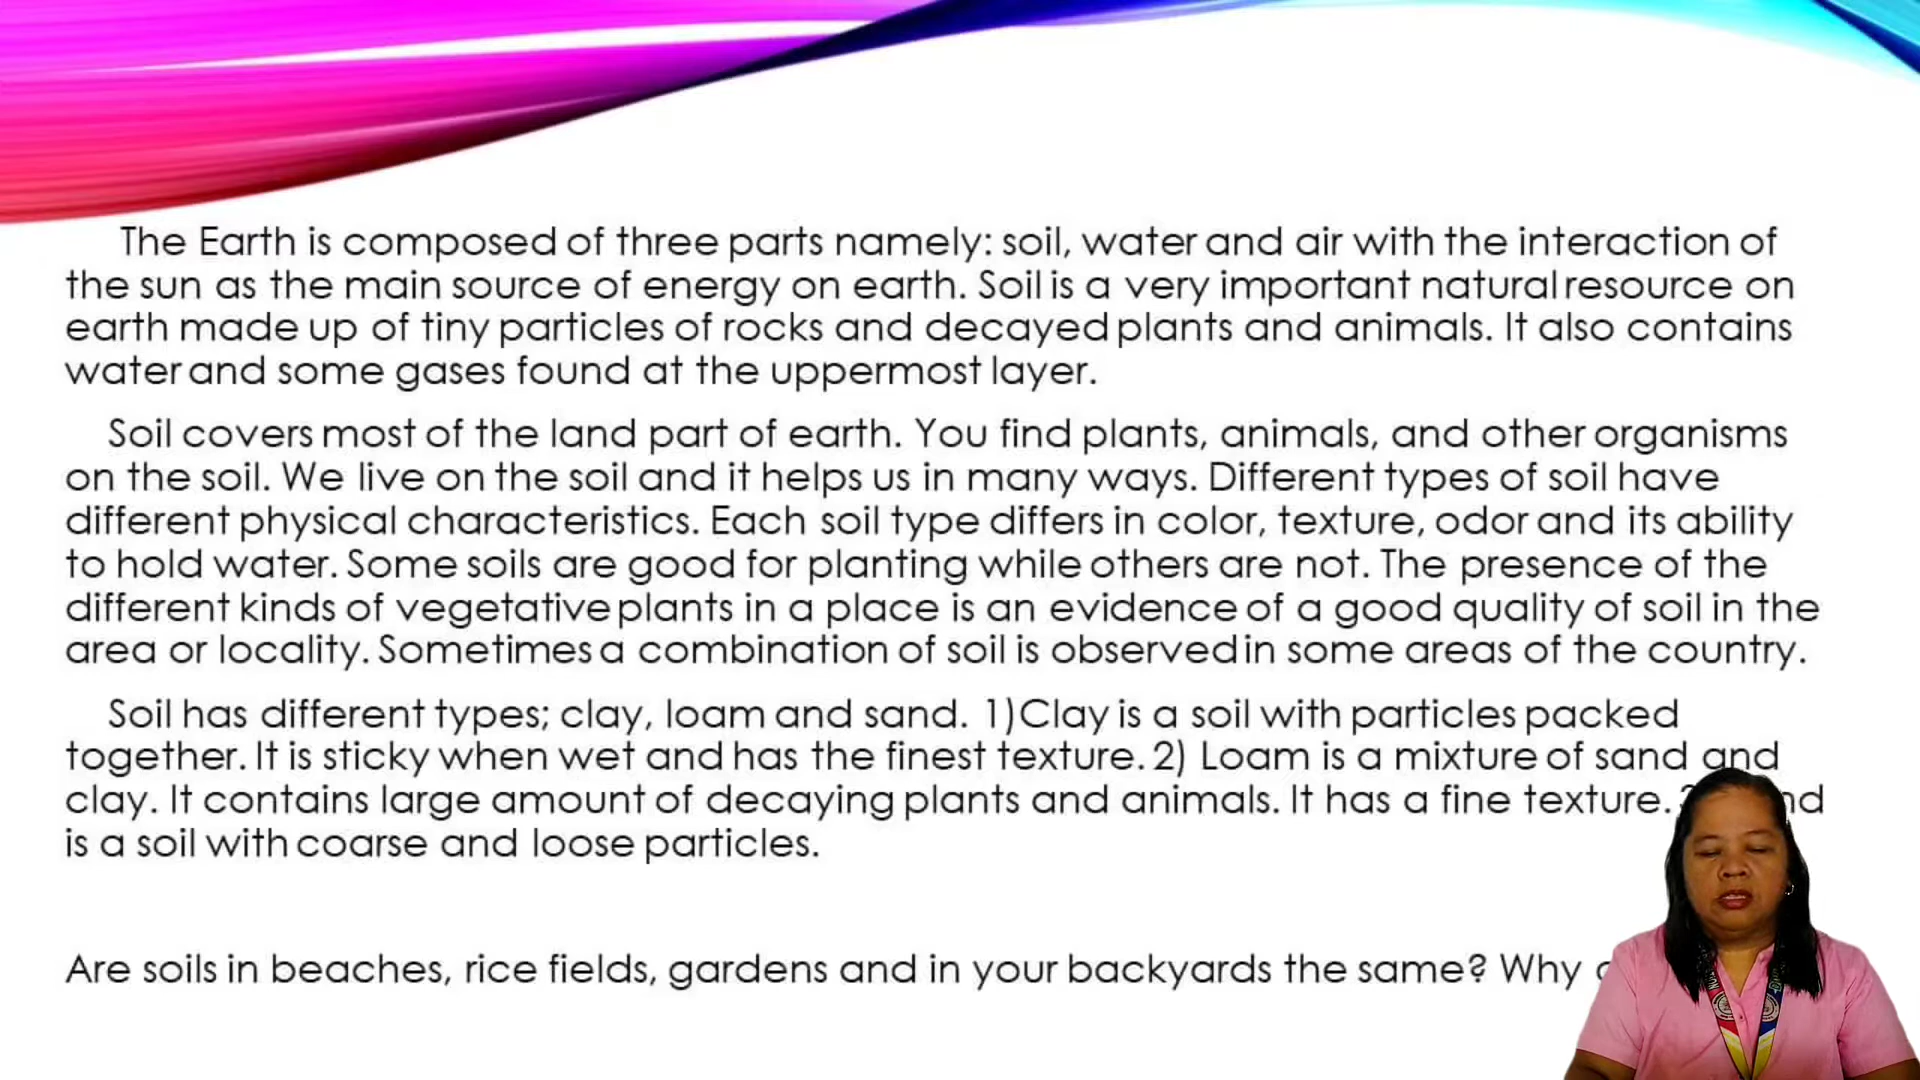 The Earth is composed of three parts namely: soil, water and air with the interaction of
the sun as the main source of energy on earth. Soil is a very important natural resource on
earth made up of tiny particles of rocks and decayed plants and animals. It also contains
water and some gases found at the uppermost layer.
Soil covers most of the land part of earth. You find plants, animals, and other organisms
on the soil. We live on the soil and it helps us in many ways. Different types of soil have
different physical characteristics. Each soil type differs in color, texture, odor and its ability
to hold water. Some soils are good for planting while others are not. The presence of the
different kinds of vegetative plants in a place is an evidence of a good quality of soil in the
area or locality. Sometimes a combination of soil is observed in some areas of the country.
Soil has different types; clay, loam and sand. 1)Clay is a soil with particles packed
together. It is sticky when wet and has the finest texture. 2) Loam is a mixture of sand and
clay. It contains large amount of decaying plants and animals. It has a fine texture.
is a soil with coarse and loose particles.
Are soils in beaches, rice fields, gardens and in your backyards the same? Why